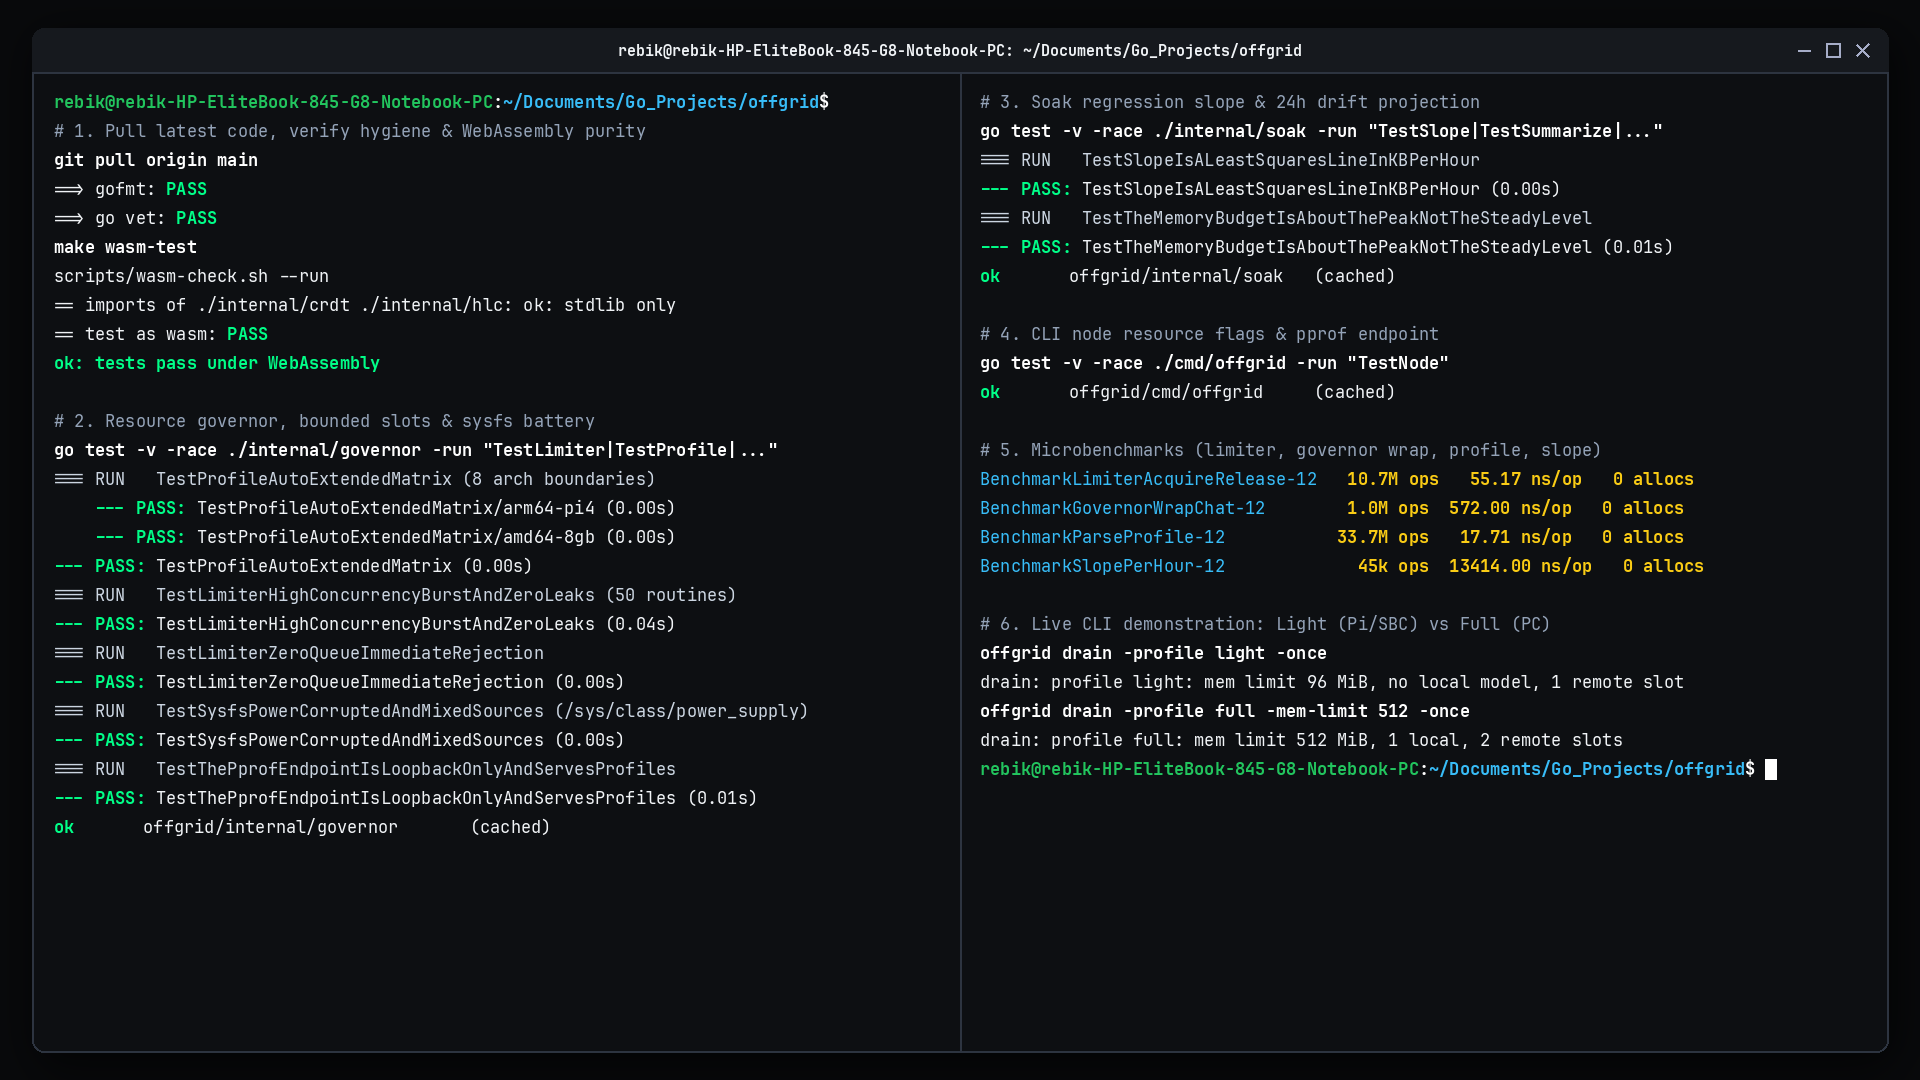 rebik@rebik-HP-EliteBook-845-G8-Notebook-PC: ~/Documents/Go_Projects/offgrid
rebik@rebik-HP-EliteBook-845-G8-Notebook-PC:~/Documents/Go_Projects/offgrid$
# 1. Pull latest code, verify hygiene & WebAssembly purity
git pull origin main
==> gofmt: PASS
==> go vet: PASS
make wasm-test
scripts/wasm-check.sh --run
== imports of ./internal/crdt ./internal/hlc: ok: stdlib only
== test as wasm: PASS
ok: tests pass under WebAssembly
# 2. Resource governor, bounded slots & sysfs battery
go test -v -race ./internal/governor -run "TestLimiter|TestProfile|..."
=== RUN   TestProfileAutoExtendedMatrix (8 arch boundaries)
    --- PASS: TestProfileAutoExtendedMatrix/arm64-pi4 (0.00s)
    --- PASS: TestProfileAutoExtendedMatrix/amd64-8gb (0.00s)
--- PASS: TestProfileAutoExtendedMatrix (0.00s)
=== RUN   TestLimiterHighConcurrencyBurstAndZeroLeaks (50 routines)
--- PASS: TestLimiterHighConcurrencyBurstAndZeroLeaks (0.04s)
=== RUN   TestLimiterZeroQueueImmediateRejection
--- PASS: TestLimiterZeroQueueImmediateRejection (0.00s)
=== RUN   TestSysfsPowerCorruptedAndMixedSources (/sys/class/power_supply)
--- PASS: TestSysfsPowerCorruptedAndMixedSources (0.00s)
=== RUN   TestThePprofEndpointIsLoopbackOnlyAndServesProfiles
--- PASS: TestThePprofEndpointIsLoopbackOnlyAndServesProfiles (0.01s)
ok      offgrid/internal/governor       (cached)
# 3. Soak regression slope & 24h drift projection
go test -v -race ./internal/soak -run "TestSlope|TestSummarize|..."
=== RUN   TestSlopeIsALeastSquaresLineInKBPerHour
--- PASS: TestSlopeIsALeastSquaresLineInKBPerHour (0.00s)
=== RUN   TestTheMemoryBudgetIsAboutThePeakNotTheSteadyLevel
--- PASS: TestTheMemoryBudgetIsAboutThePeakNotTheSteadyLevel (0.01s)
ok      offgrid/internal/soak   (cached)
# 4. CLI node resource flags & pprof endpoint
go test -v -race ./cmd/offgrid -run "TestNode"
ok      offgrid/cmd/offgrid     (cached)
# 5. Microbenchmarks (limiter, governor wrap, profile, slope)
BenchmarkLimiterAcquireRelease-12   10.7M ops   55.17 ns/op   0 allocs
BenchmarkGovernorWrapChat-12        1.0M ops  572.00 ns/op   0 allocs
BenchmarkParseProfile-12           33.7M ops   17.71 ns/op   0 allocs
BenchmarkSlopePerHour-12             45k ops  13414.00 ns/op   0 allocs
# 6. Live CLI demonstration: Light (Pi/SBC) vs Full (PC)
offgrid drain -profile light -once
drain: profile light: mem limit 96 MiB, no local model, 1 remote slot
offgrid drain -profile full -mem-limit 512 -once
drain: profile full: mem limit 512 MiB, 1 local, 2 remote slots
rebik@rebik-HP-EliteBook-845-G8-Notebook-PC:~/Documents/Go_Projects/offgrid$